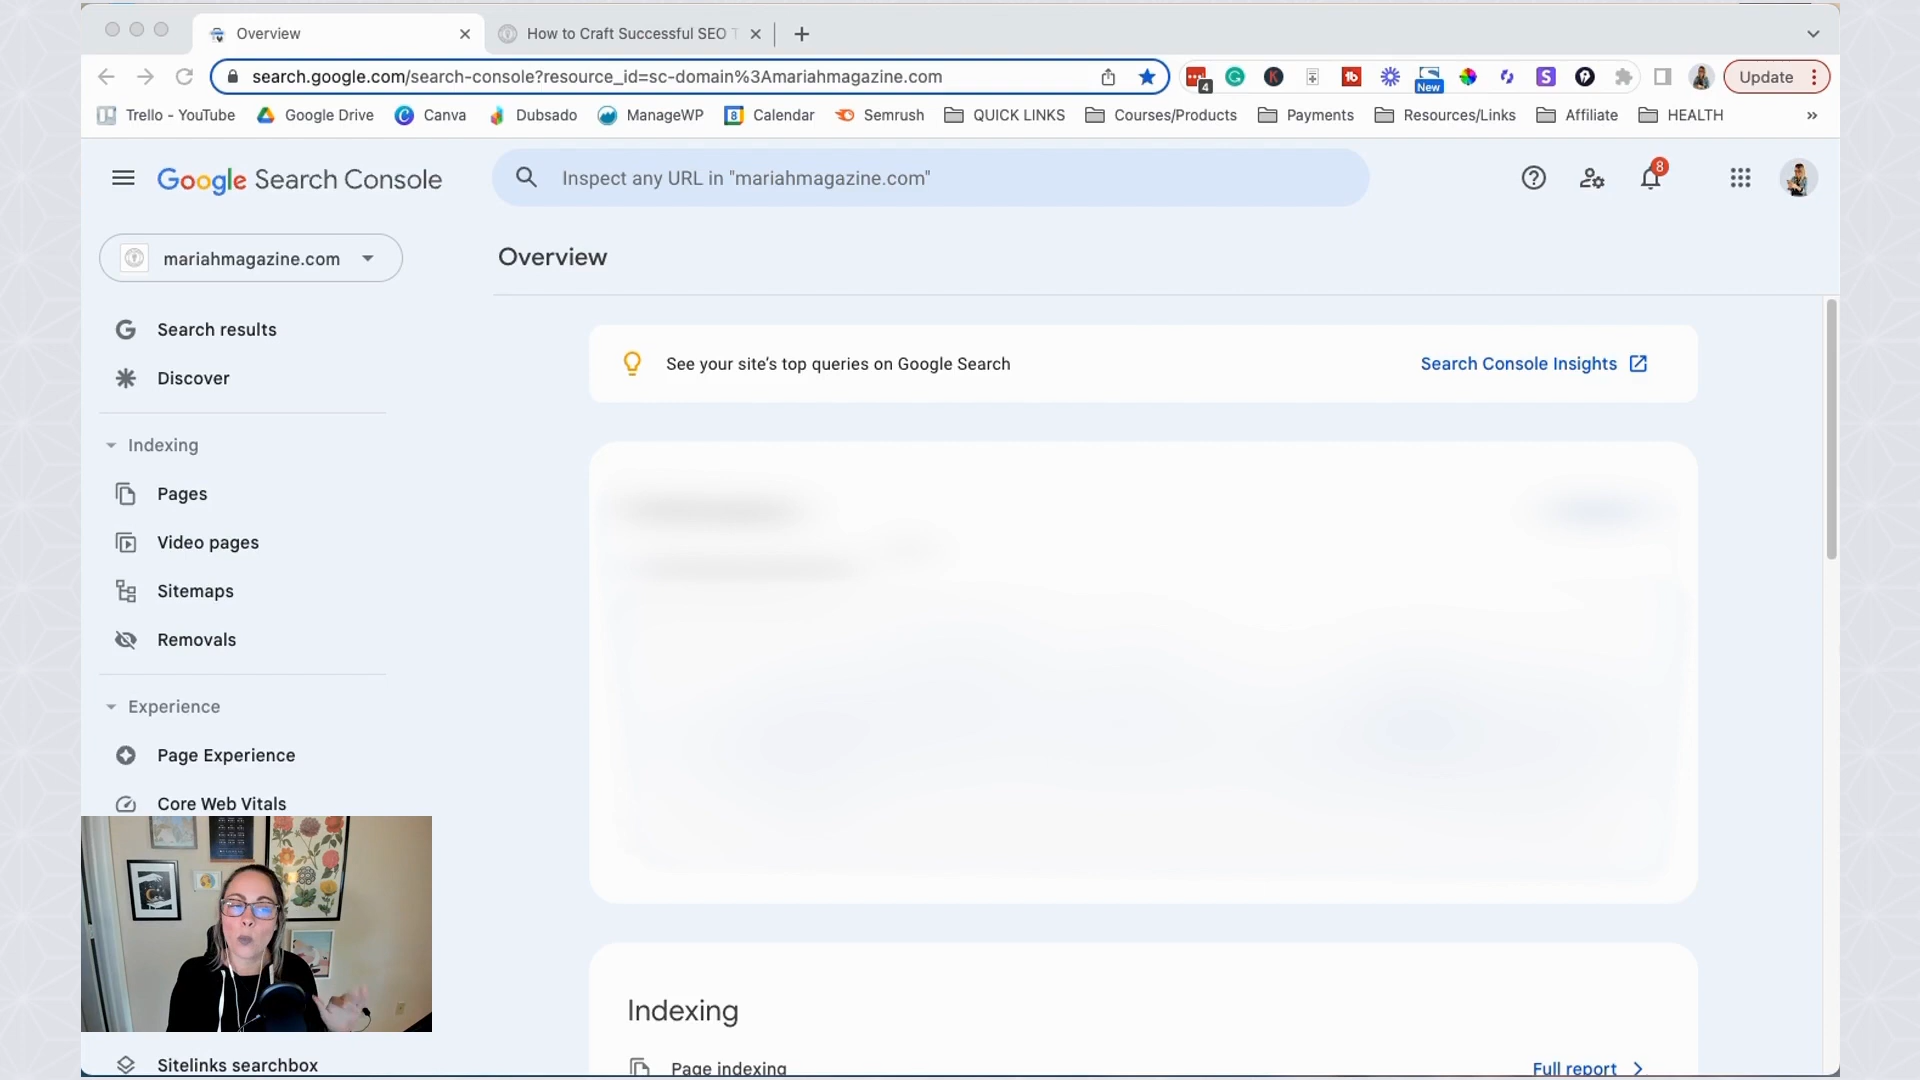 Overview
How to Craft Successful SEO T
search.google.com/search-console?resource_id=sc-domain%3Amariahmagazine.com
4
New
Update
Trello - YouTube
Google Drive
Canva
Dubsado
ManageWP
8
Calendar
Semrush
QUICK LINKS
Courses/Products
Payments
Resources/Links
Affiliate
HEALTH
»
Google Search Console
Inspect any URL in "mariahmagazine.com"
8
mariahmagazine.com
Overview
Search results
Discover
See your site's top queries on Google Search
Search Console Insights
Indexing
Pages
Video pages
Sitemaps
Removals
Experience
Page Experience
Core Web Vitals
Sitelinks searchbox
Indexing
Page indexing
Full report